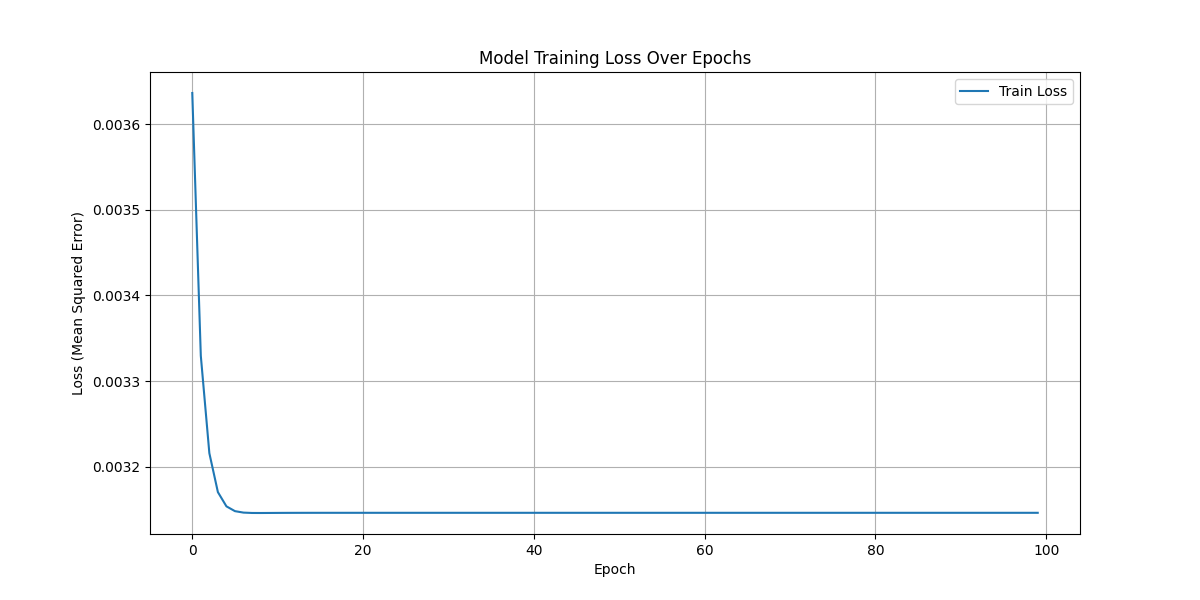 Model Training Loss Over Epochs
Train Loss
0.0036
0.0035
0.0034
0.0033
0.0032
Loss (Mean Squared Error)
0 20 40 60 80 100
Epoch